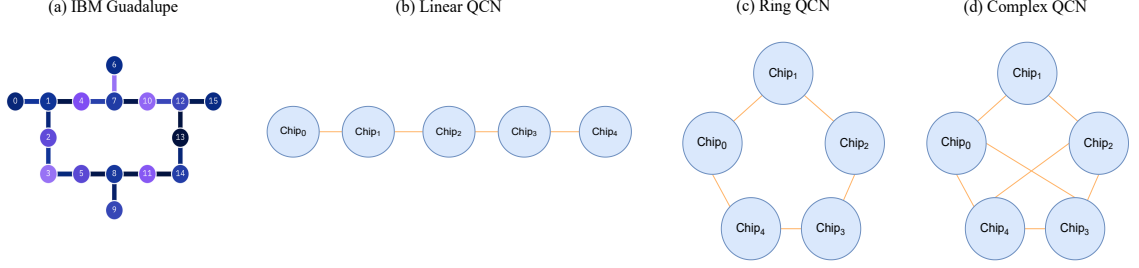 (a) IBM Guadalupe
(b) Linear QCN
(c) Ring QCN
(d) Complex QCN
6
0 1 4 7 10 12 15
2 13
3 5 8 11 14
9
Chip0 Chip1 Chip2 Chip3 Chip4
Chip1
Chip0 Chip2
Chip4 Chip3
Chip1
Chip0 Chip2
Chip4 Chip3